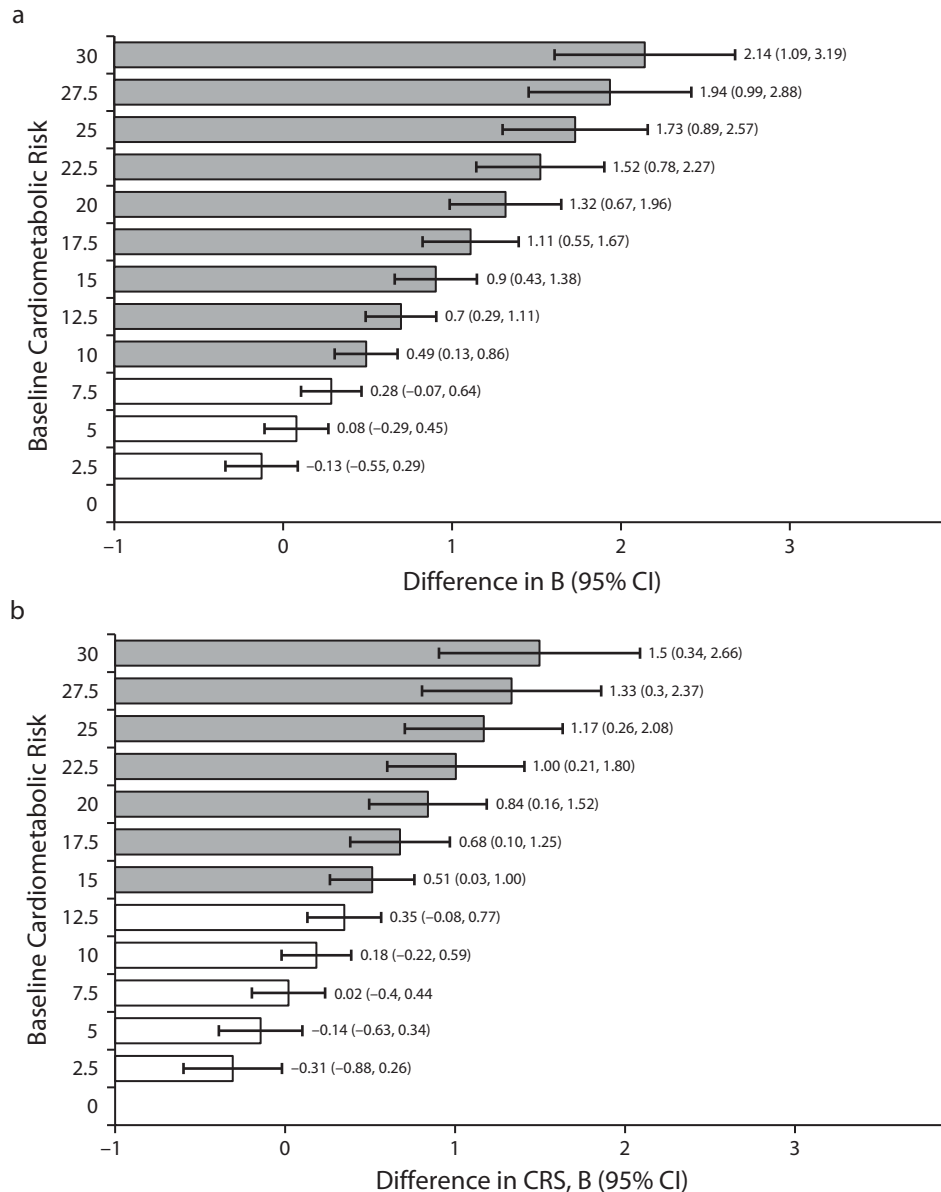 a
Baseline Cardiometabolic Risk
30
2.14 (1.09, 3.19)
27.5
1.94 (0.99, 2.88)
25
1.73 (0.89, 2.57)
22.5
1.52 (0.78, 2.27)
20
1.32 (0.67, 1.96)
17.5
1.11 (0.55, 1.67)
15
0.9 (0.43, 1.38)
12.5
0.7 (0.29, 1.11)
10
0.49 (0.13, 0.86)
7.5
0.28 (–0.07, 0.64)
5
0.08 (–0.29, 0.45)
2.5
–0.13 (–0.55, 0.29)
0
–1 0 1 2 3
Difference in B (95% CI)
b
Baseline Cardiometabolic Risk
30
1.5 (0.34, 2.66)
27.5
1.33 (0.3, 2.37)
25
1.17 (0.26, 2.08)
22.5
1.00 (0.21, 1.80)
20
0.84 (0.16, 1.52)
17.5
0.68 (0.10, 1.25)
15
0.51 (0.03, 1.00)
12.5
0.35 (–0.08, 0.77)
10
0.18 (–0.22, 0.59)
7.5
0.02 (–0.4, 0.44
5
–0.14 (–0.63, 0.34)
2.5
–0.31 (–0.88, 0.26)
0
–1 0 1 2 3
Difference in CRS, B (95% CI)